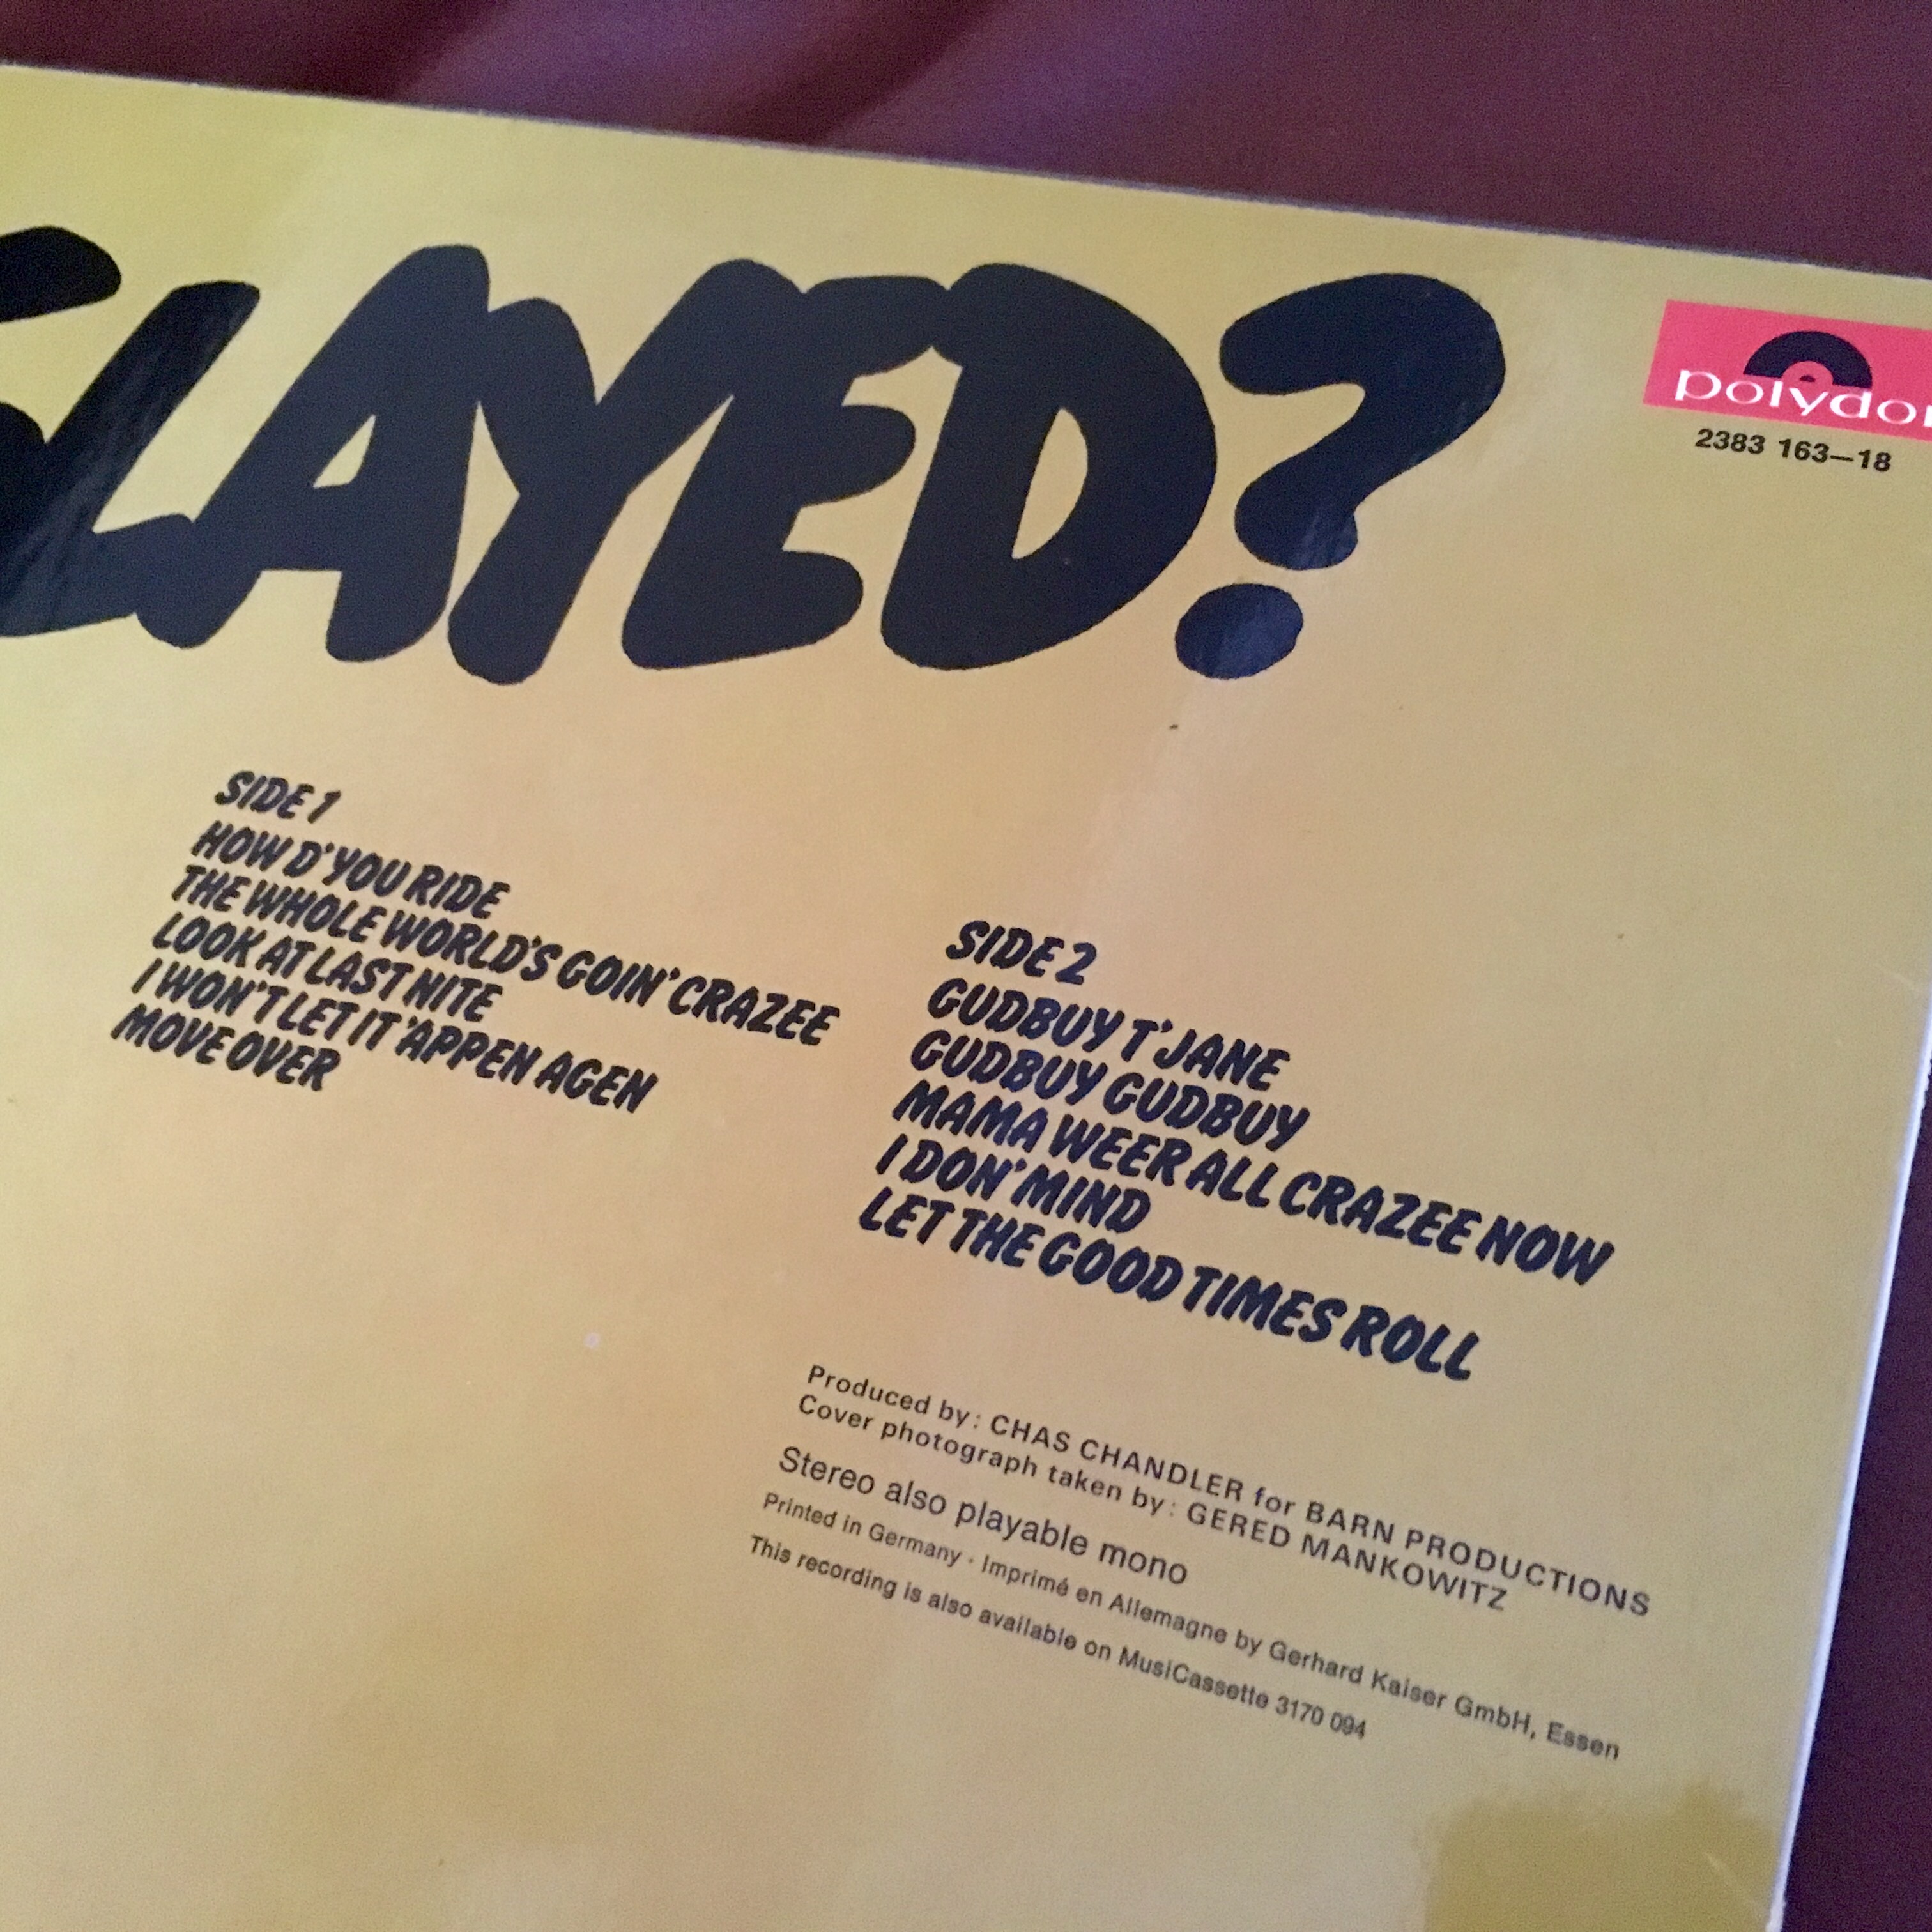 SLAYED?
polydor
2383 163—18
SIDE 1
HOW D'YOU RIDE
THE WHOLE WORLD'S GOIN' CRAZEE
LOOK AT LAST NITE
I WON'T LET IT 'APPEN AGEN
MOVE OVER
SIDE 2
GUDBUY T'JANE
GUDBUY GUDBUY
MAMA WEER ALL CRAZEE NOW
I DON' MIND
LET THE GOOD TIMES ROLL
Produced by: CHAS CHANDLER for BARN PRODUCTIONS
Cover photograph taken by: GERED MANKOWITZ
Stereo also playable mono
Printed in Germany · Imprimé en Allemagne by Gerhard Kaiser GmbH, Essen
This recording is also available on MusiCassette 3170 094